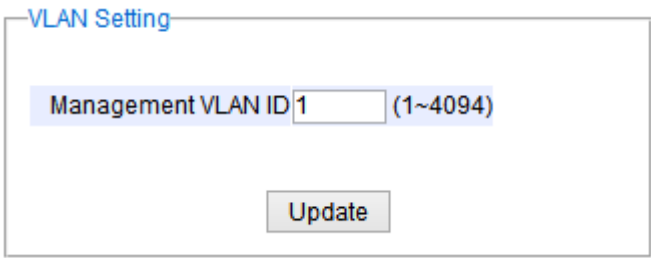 VLAN Setting
Management VLAN ID 1 (1~4094)
Update